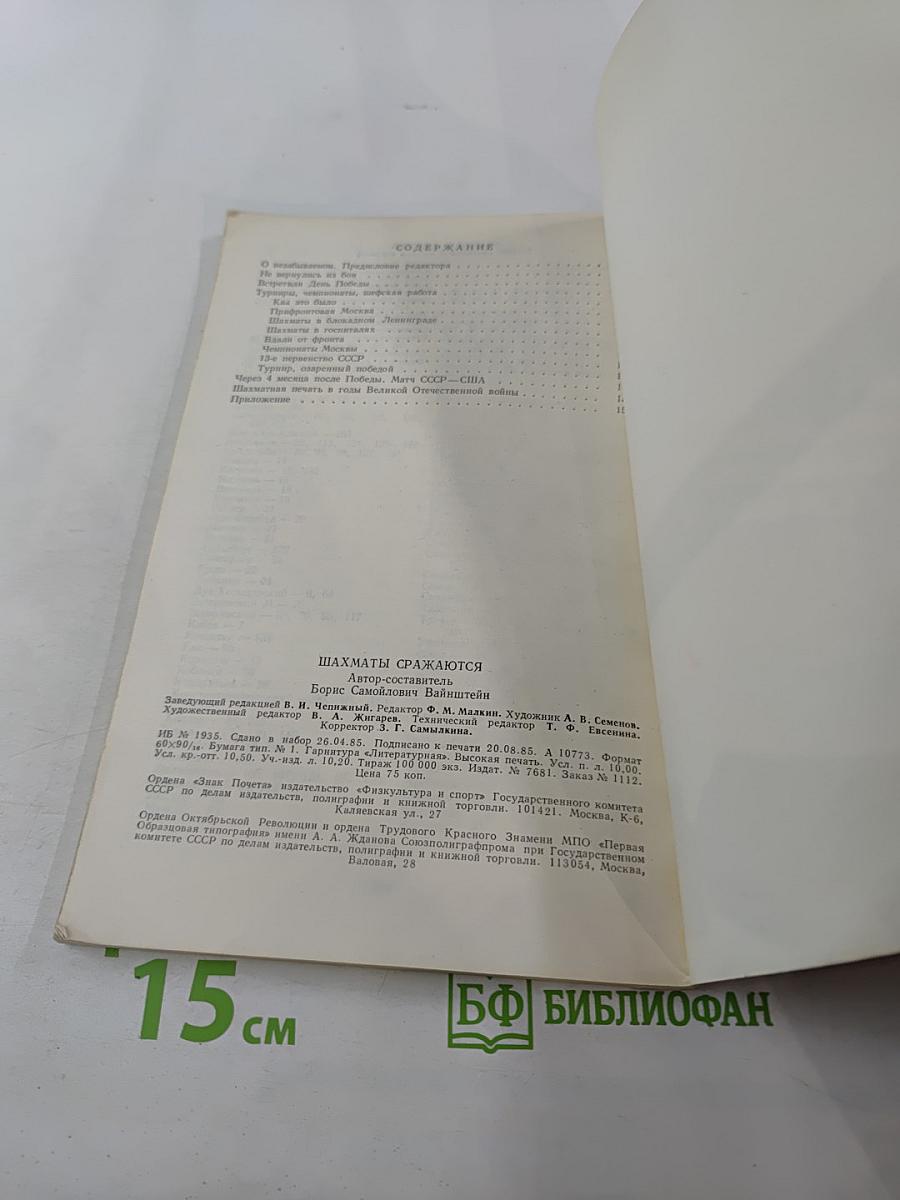 СОДЕРЖАНИЕ
О незабываемом. Предисловие редактора
Не вернулись из боя
Встретили День Победы
Турниры, чемпионаты, шефская работа
Как это было
Прифронтовая Москва
Шахматы в блокадном Ленинграде
Шахматы в госпиталях
Вдали от фронта
Чемпионаты Москвы
13-е первенство СССР
Турнир, озаренный победой
Через 4 месяца после Победы. Матч СССР—США
Шахматная печать в годы Великой Отечественной войны
Приложение
ШАХМАТЫ СРАЖАЮТСЯ
Автор-составитель
Борис Самойлович Вайнштейн
Заведующий редакцией В. И. Чепижный. Редактор Ф. М. Малкин. Художник А. В. Семенов.
Художественный редактор В. А. Жигарев. Технический редактор Т. Ф. Евсенина.
Корректор З. Г. Самылкина.
ИБ № 1935. Сдано в набор 26.04.85. Подписано к печати 20.08.85. А 10773. Формат
60×90/16. Бумага тип. № 1. Гарнитура «Литературная». Высокая печать. Усл. п. л. 10,00.
Усл. кр.-отт. 10,50. Уч.-изд. л. 10,20. Тираж 100 000 экз. Издат. № 7681. Заказ № 1112.
Цена 75 коп.
Ордена «Знак Почета» издательство «Физкультура и спорт» Государственного комитета
СССР по делам издательств, полиграфии и книжной торговли. 101421. Москва, К-6,
Каляевская ул., 27
Ордена Октябрьской Революции и ордена Трудового Красного Знамени МПО «Первая
Образцовая типография» имени А. А. Жданова Союзполиграфпрома при Государственном
комитете СССР по делам издательств, полиграфии и книжной торговли. 113054, Москва,
Валовая, 28
15 см
БФ БИБЛИОФАН